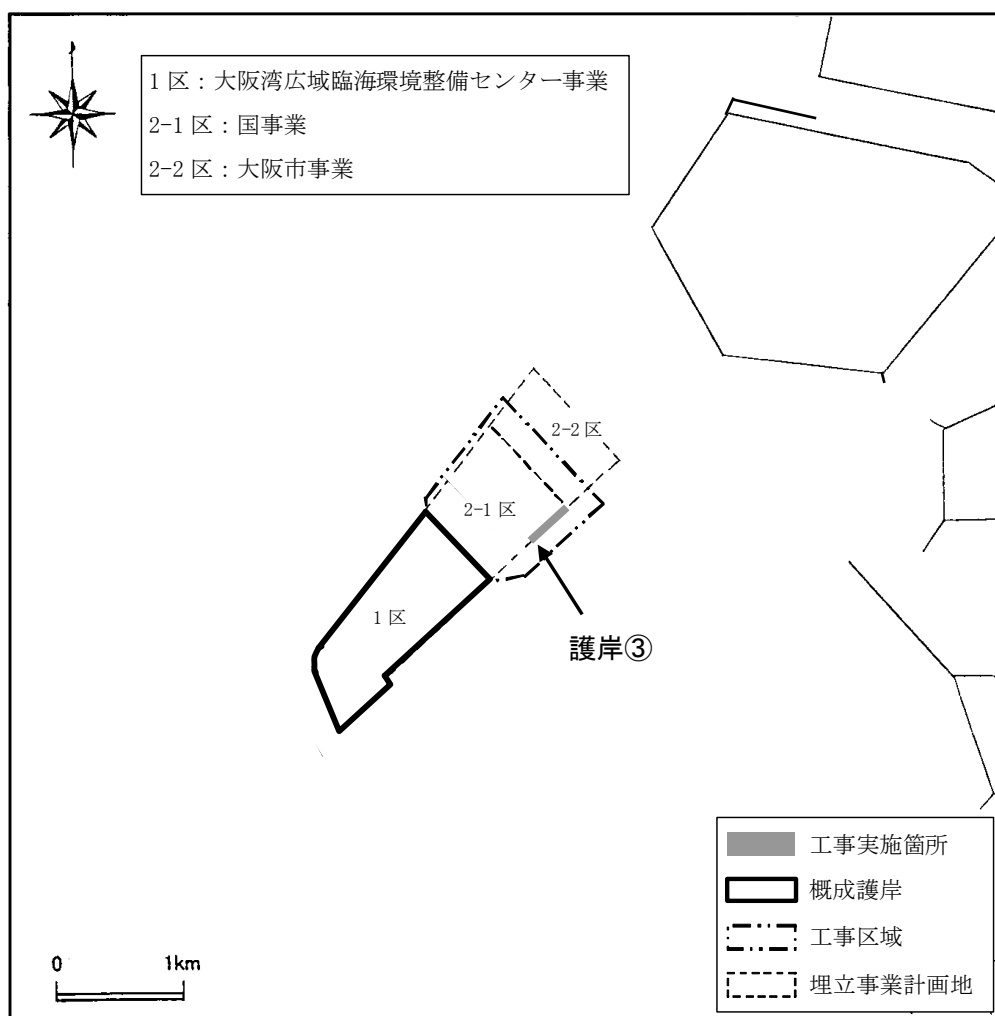 1区：大阪湾広域臨海環境整備センター事業
2-1区：国事業
2-2区：大阪市事業
2-2区
2-1区
1区
護岸③
工事実施箇所
概成護岸
工事区域
埋立事業計画地
0 1km